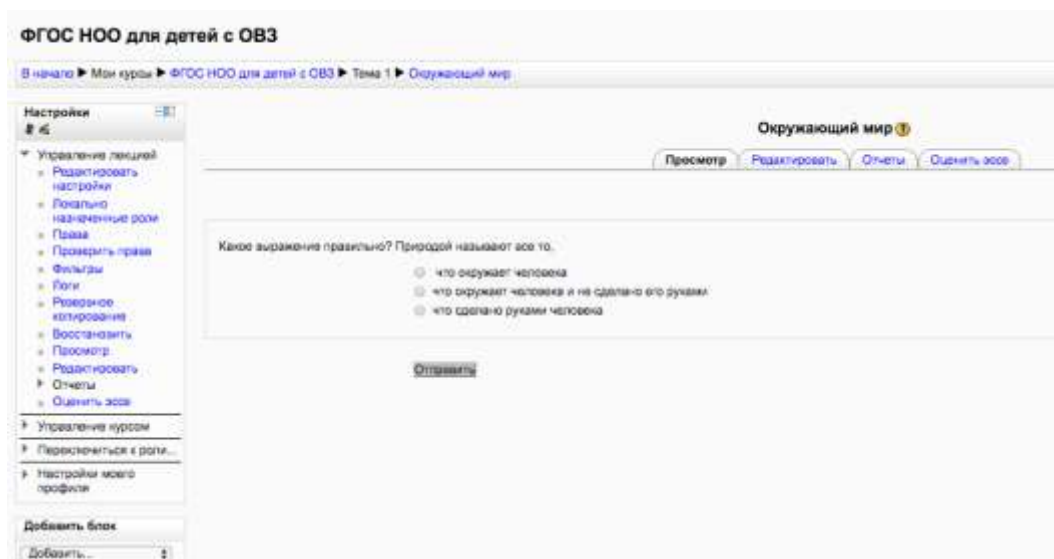 ФГОС НОО для детей с ОВЗ
В начало ► Мои курсы ► ФГОС НОО для детей с ОВЗ ► Тема 1 ► Окружающий мир
Настройки
Управление лекцией
Редактировать
настройки
Локально
назначенные роли
Права
Проверить права
Фильтры
Логи
Резервное
копирование
Восстановить
Просмотр
Редактировать
Отчеты
Оценить эссе
Управление курсом
Переключиться к роли...
Настройки моего
профиля
Добавить блок
Добавить...
Окружающий мир
Просмотр Редактировать Отчеты Оценить эссе
Какое выражение правильно? Природой называют все то,
что окружает человека
что окружает человека и не сделано его руками
что сделано руками человека
Отправить